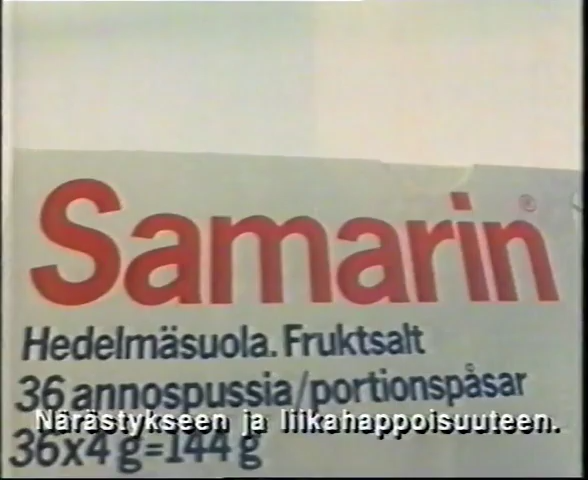 Samarin®
Hedelmäsuola. Fruktsalt
36 annospussia/portionspåsar
Närästykseen ja liikahappoisuuteen.
36x4 g=144 g